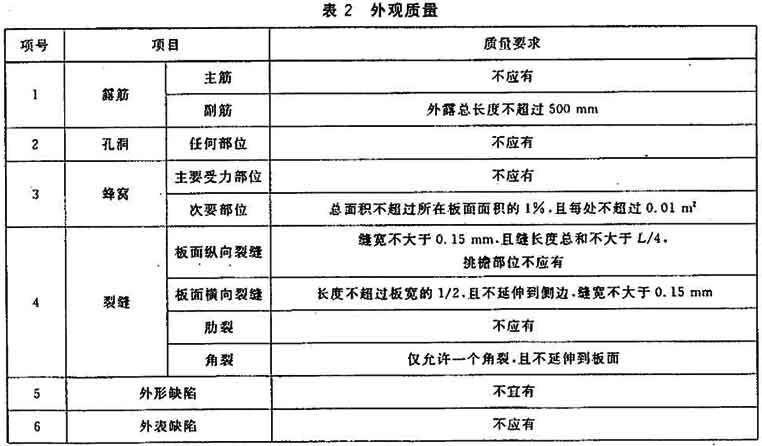 表 2 外观质量
项号 项目 质量要求
1 露筋 主筋 不应有
副筋 外露总长度不超过 500 mm
2 孔洞 任何部位 不应有
3 蜂窝 主要受力部位 不应有
次要部位 总面积不超过所在板面面积的 1%,且每处不超过 0.01 m²
4 裂缝 板面纵向裂缝 缝宽不大于 0.15 mm,且缝长度总和不大于 L/4,
挑檐部位不应有
板面横向裂缝 长度不超过板宽的 1/2,且不延伸到侧边,缝宽不大于 0.15 mm
肋裂 不应有
角裂 仅允许一个角裂,且不延伸到板面
5 外形缺陷 不宜有
6 外表缺陷 不应有